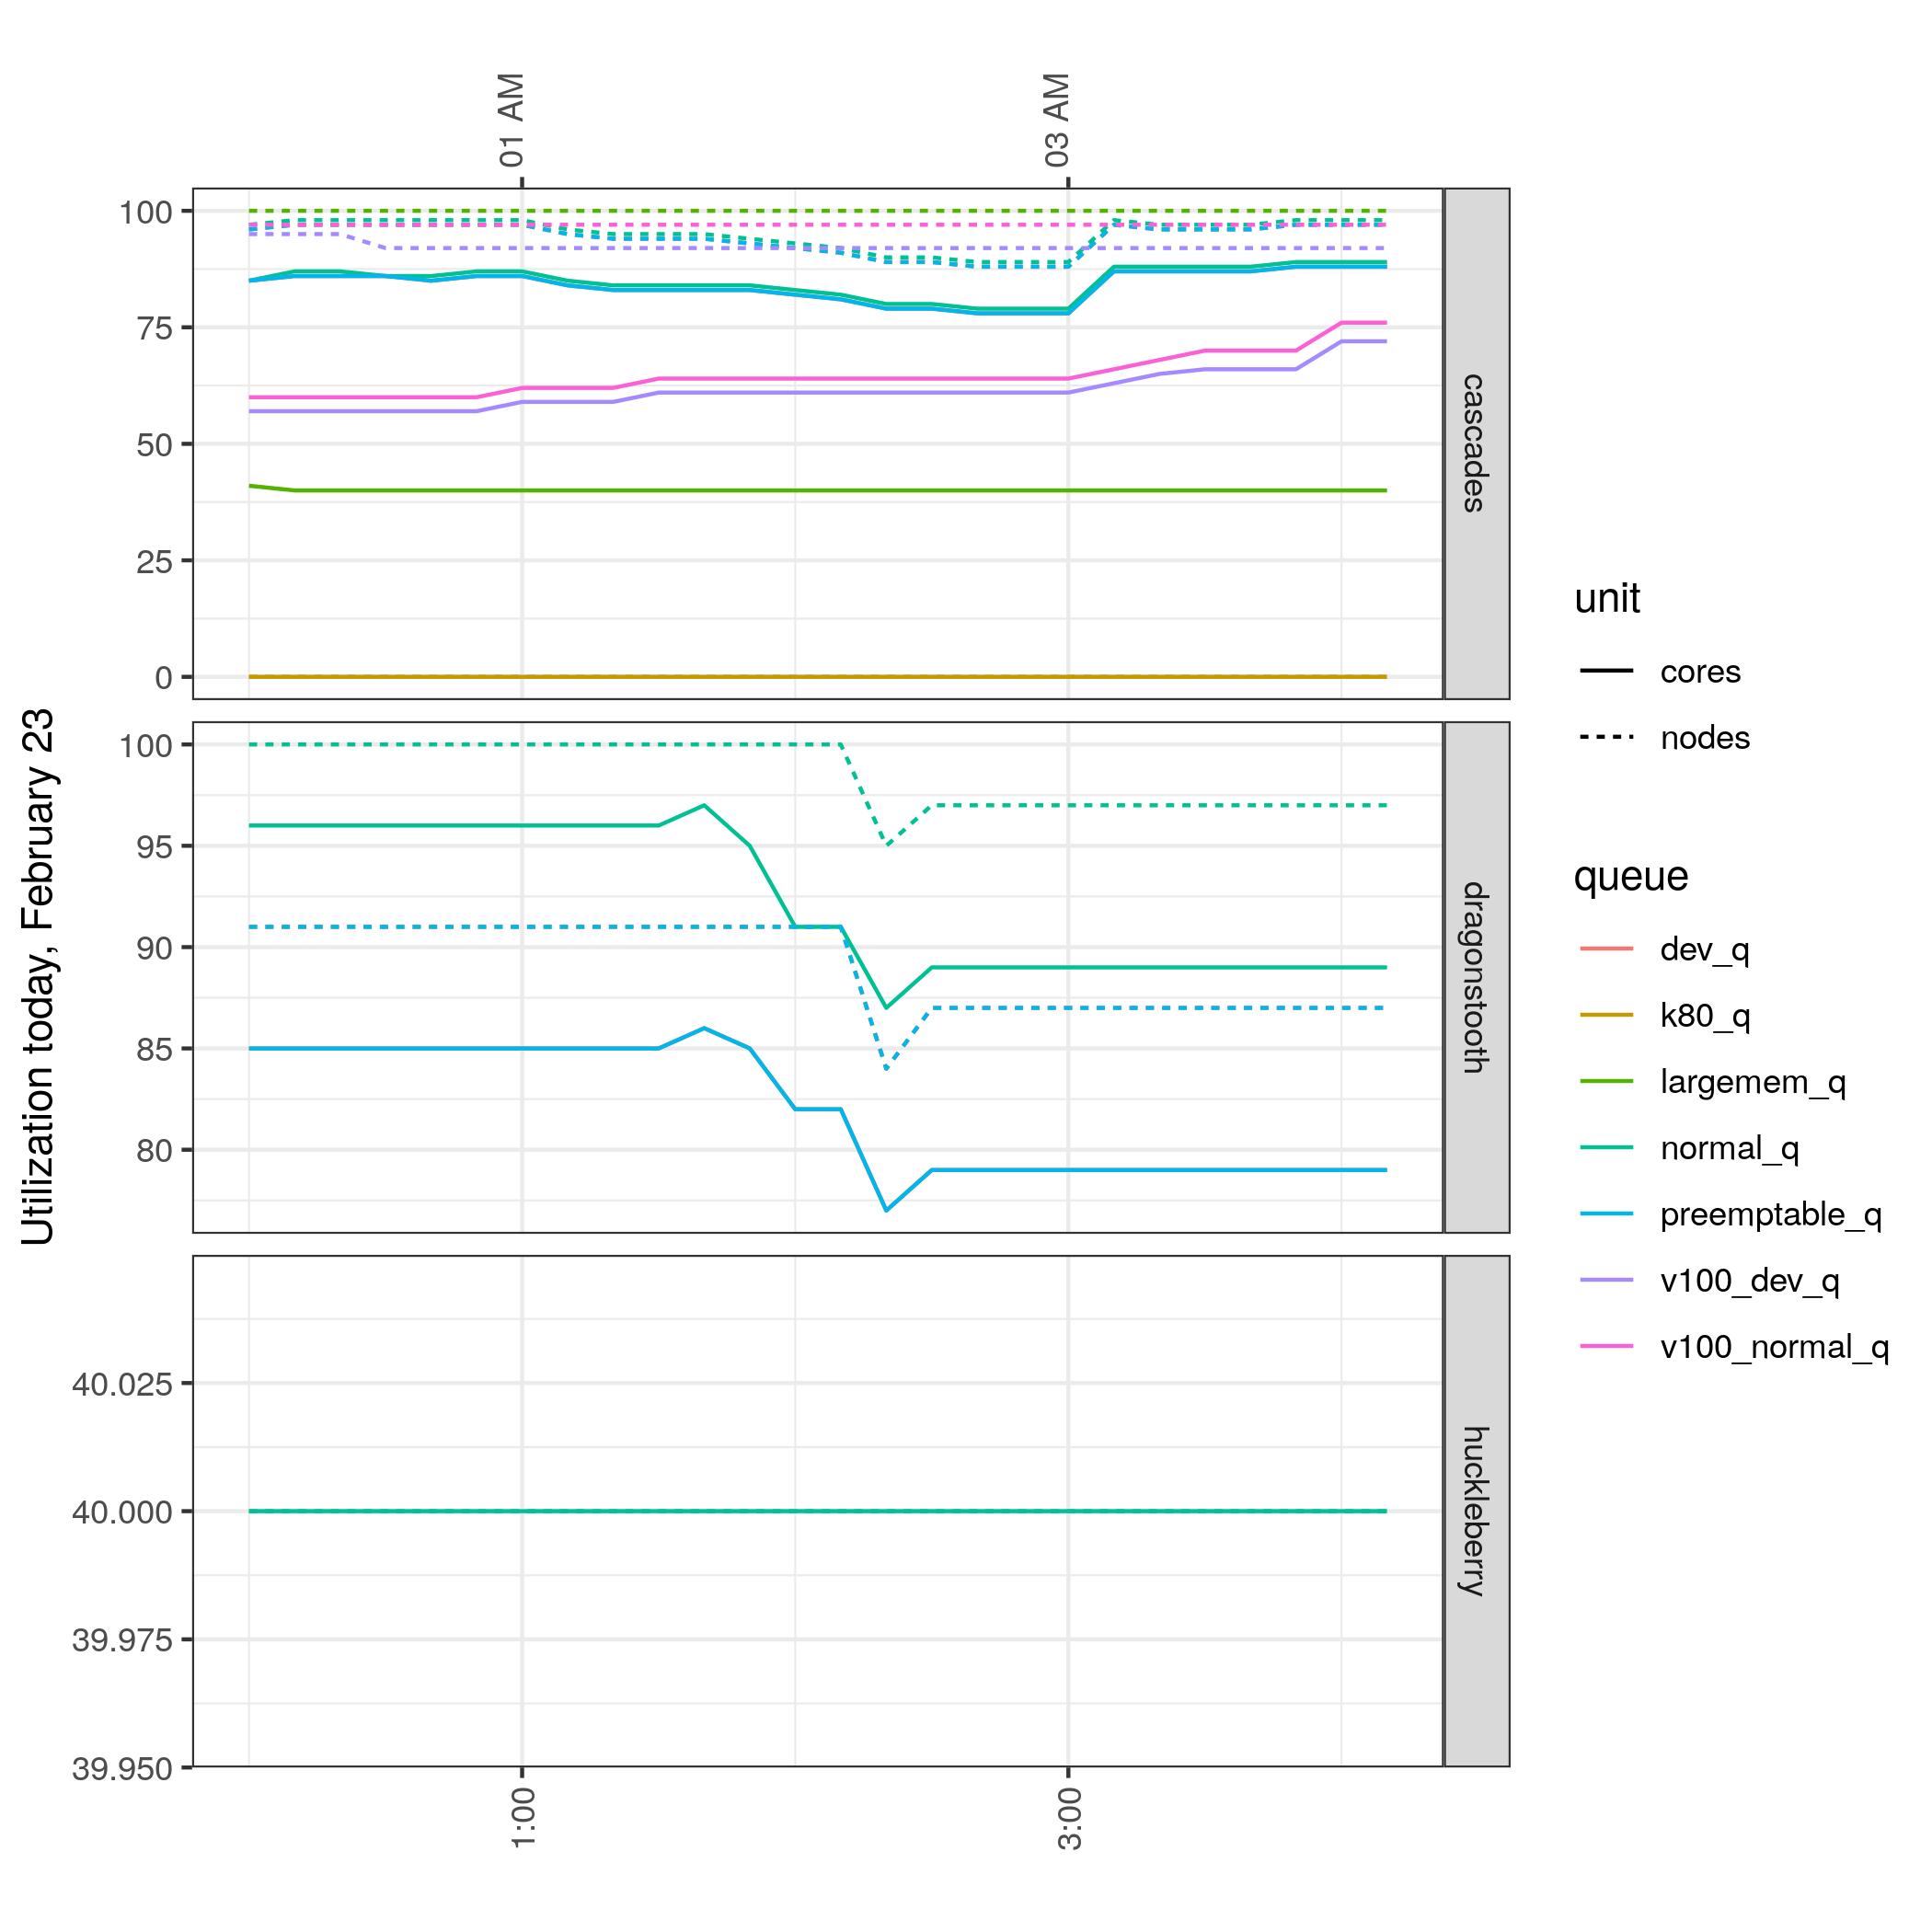 01 AM
03 AM
Utilization today, February 23
100
75
50
25
0
cascades
100
95
90
85
80
dragonstooth
40.025
40.000
39.975
39.950
huckleberry
1:00
3:00
unit
cores
nodes
queue
dev_q
k80_q
largemem_q
normal_q
preemptable_q
v100_dev_q
v100_normal_q